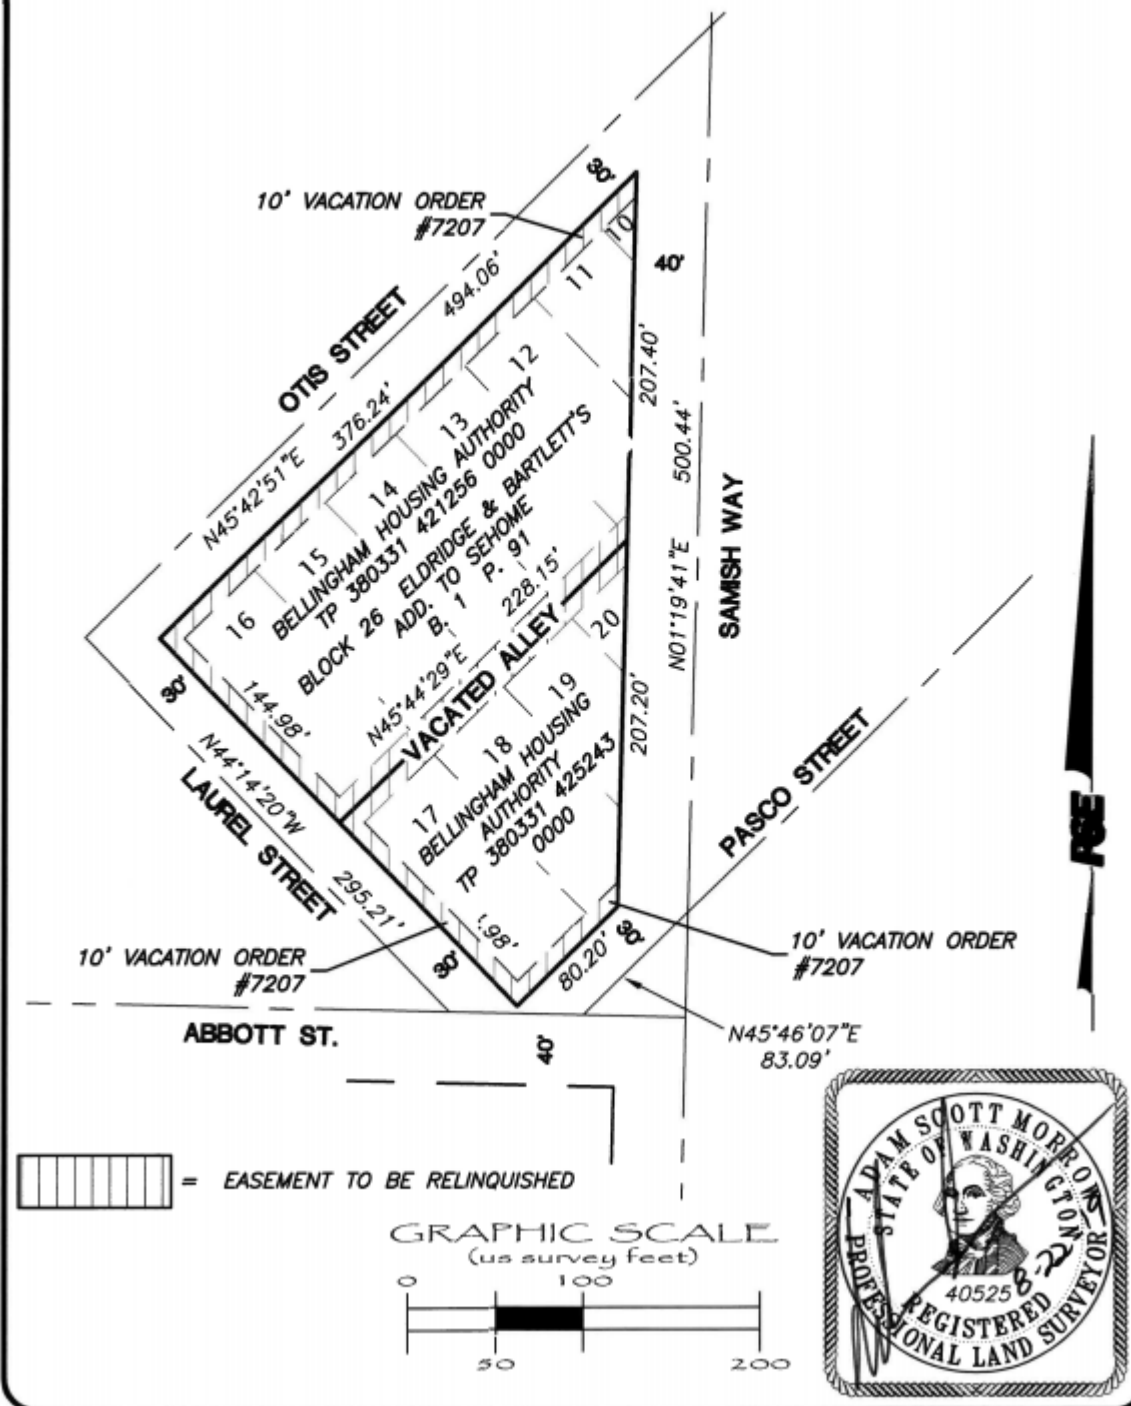 30'
10' VACATION ORDER
#7207
10
40'
11
494.06'
OTIS STREET
207.40'
12
376.24'
13
500.44'
N45°42'51"E
14
SAMISH WAY
15
16
BELLINGHAM HOUSING AUTHORITY
TP 380331 421256 0000
BLOCK 26 ELDRIDGE & BARTLETT'S
ADD. TO SEHOME
B. 1 P. 91
228.15'
N01°19'41"E
20
N45°44'29"E
VACATED ALLEY
30'
144.98'
19
207.20'
N44°14'20"W
LAUREL STREET
18
17
BELLINGHAM HOUSING
AUTHORITY
TP 380331 425243
0000
PASCO STREET
PSE
295.21'
.98'
30'
10' VACATION ORDER
#7207
30'
80.20'
10' VACATION ORDER
#7207
ABBOTT ST.
40'
N45°46'07"E
83.09'
= EASEMENT TO BE RELINQUISHED
GRAPHIC SCALE
(us survey feet)
0 100
50 200
ADAM SCOTT MORROW
STATE OF WASHINGTON
40525
REGISTERED
PROFESSIONAL LAND SURVEYOR